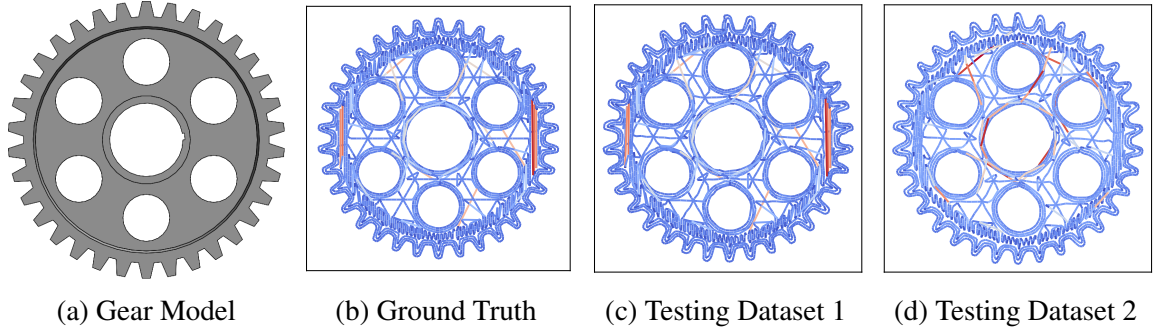 (a) Gear Model
(b) Ground Truth
(c) Testing Dataset 1
(d) Testing Dataset 2